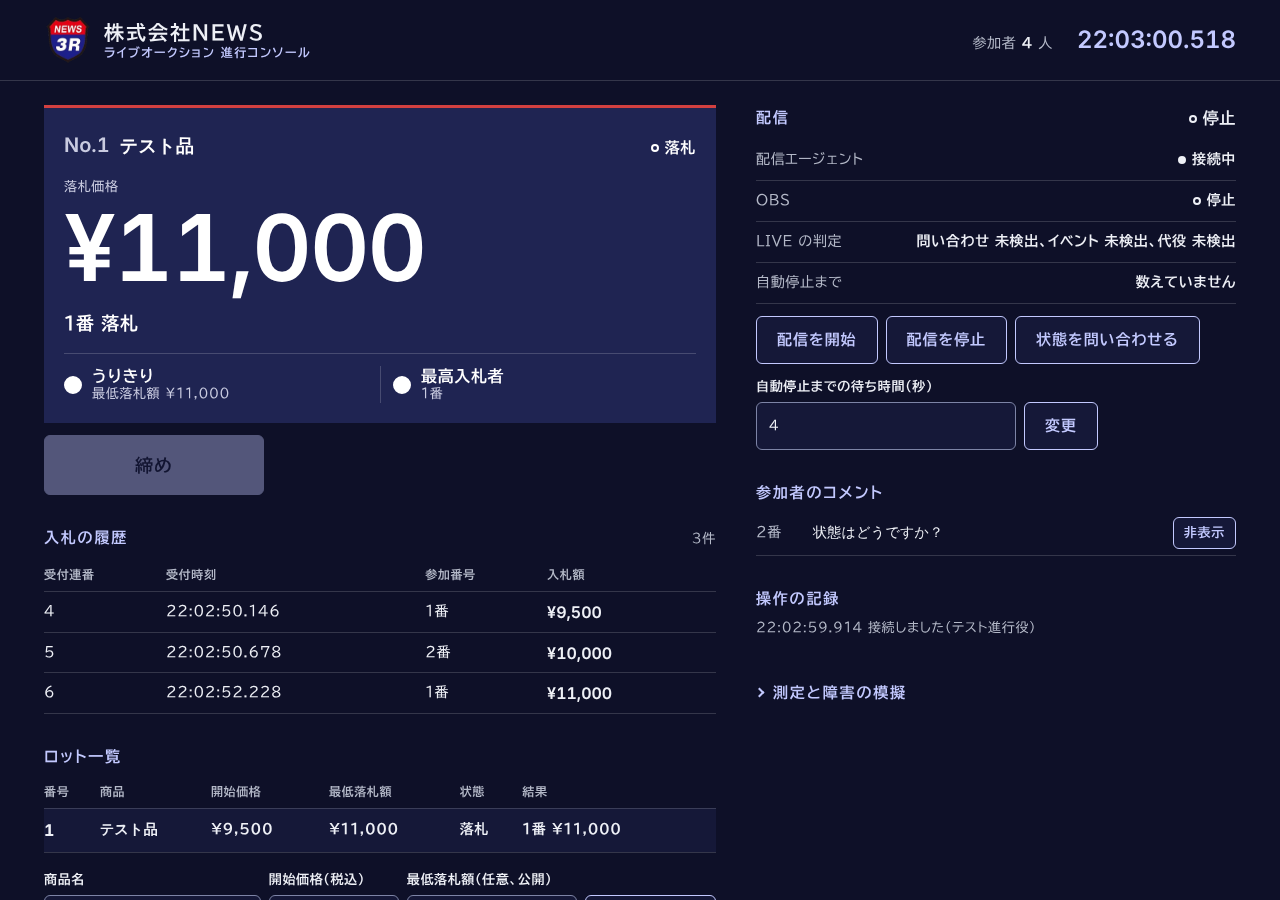 NEWS
3R
株式会社NEWS
ライブオークション 進行コンソール
参加者 4 人
22:03:00.518
No.1 テスト品
落札
落札価格
¥11,000
1番 落札
うりきり
最低落札額 ¥11,000
最高入札者
1番
締め
入札の履歴
3件
受付連番 受付時刻 参加番号 入札額
4 22:02:50.146 1番 ¥9,500
5 22:02:50.678 2番 ¥10,000
6 22:02:52.228 1番 ¥11,000
ロット一覧
番号 商品 開始価格 最低落札額 状態 結果
1 テスト品 ¥9,500 ¥11,000 落札 1番 ¥11,000
商品名 開始価格(税込) 最低落札額(任意、公開)
配信
停止
配信エージェント 接続中
OBS 停止
LIVE の判定 問い合わせ 未検出、イベント 未検出、代役 未検出
自動停止まで 数えていません
配信を開始 配信を停止 状態を問い合わせる
自動停止までの待ち時間(秒)
4 変更
参加者のコメント
2番 状態はどうですか? 非表示
操作の記録
22:02:59.914 接続しました(テスト進行役)
測定と障害の模擬